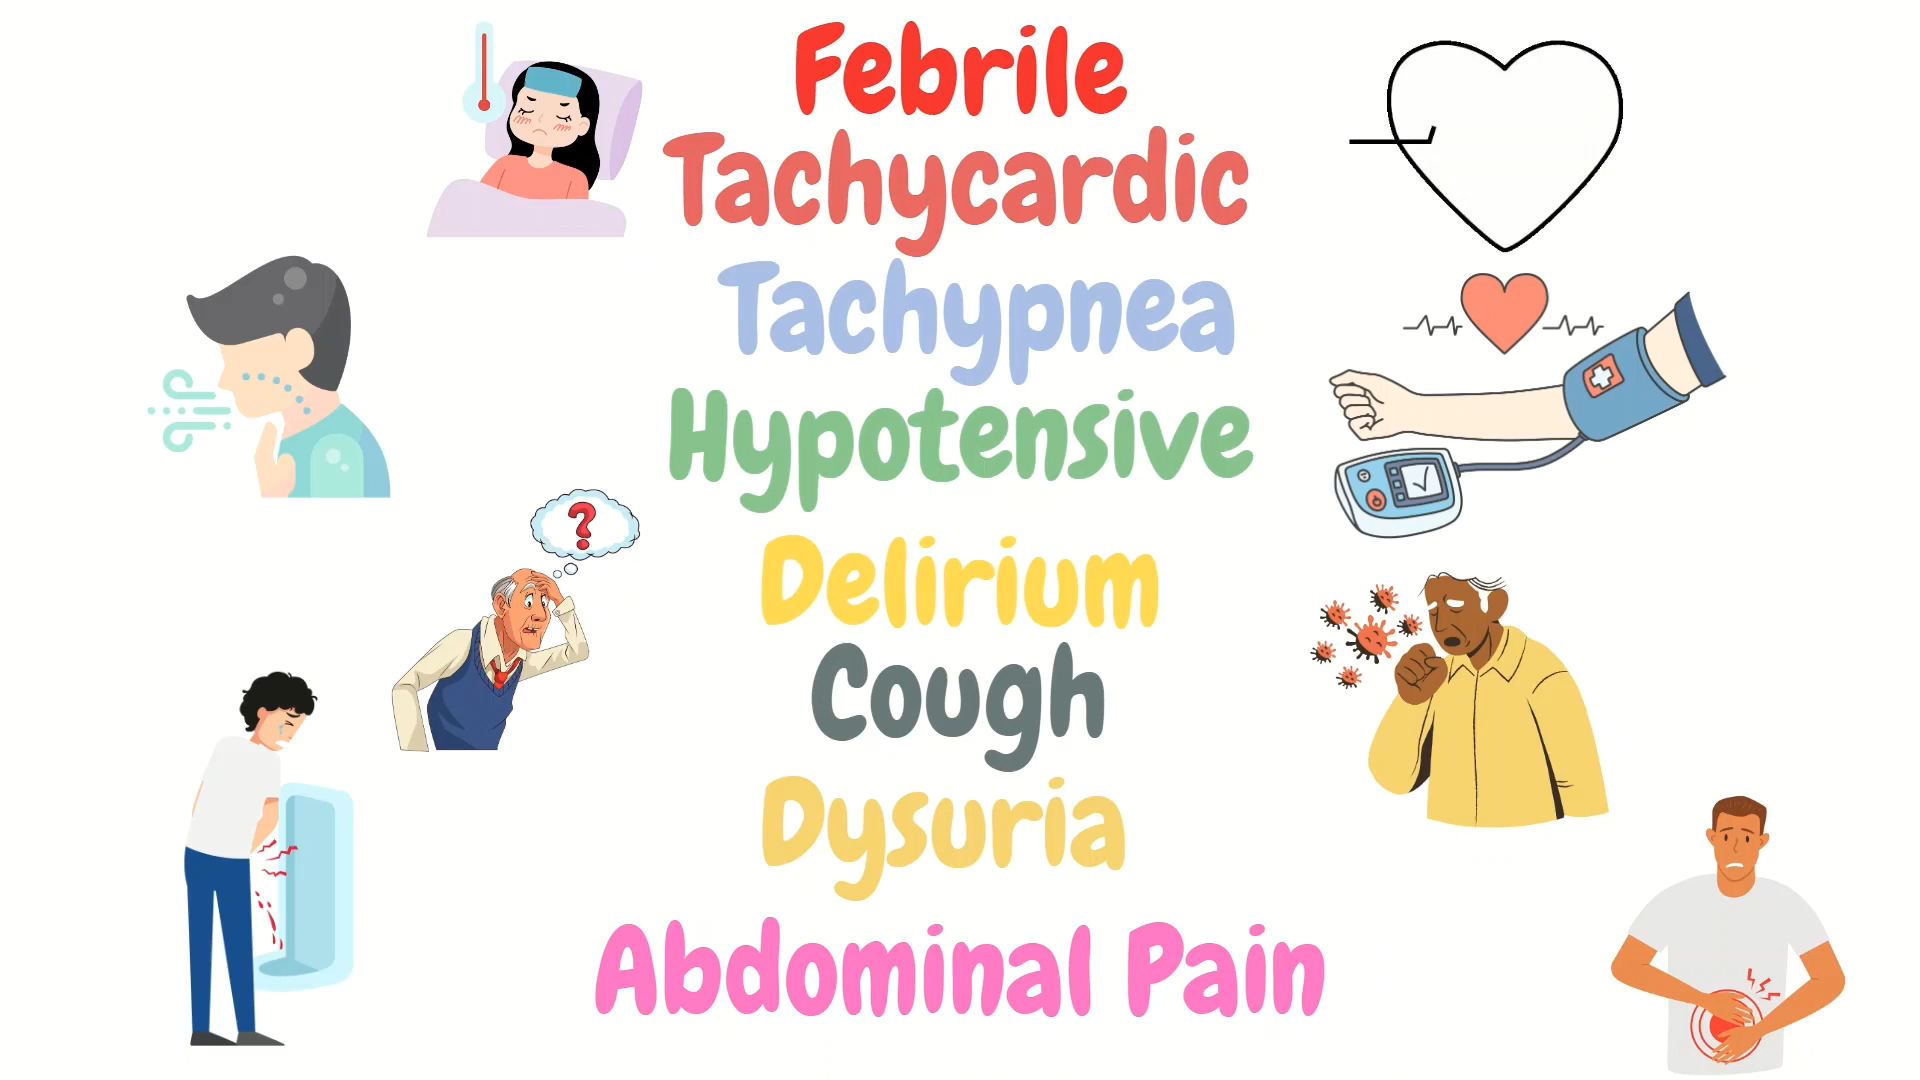 Febrile
Tachycardic
Tachypnea
Hypotensive
?
Delirium
Cough
Dysuria
Abdominal Pain